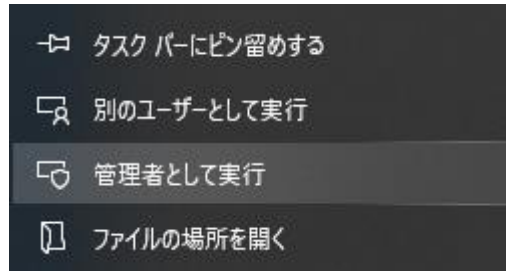 タスク バーにピン留めする
別のユーザーとして実行
管理者として実行
ファイルの場所を開く